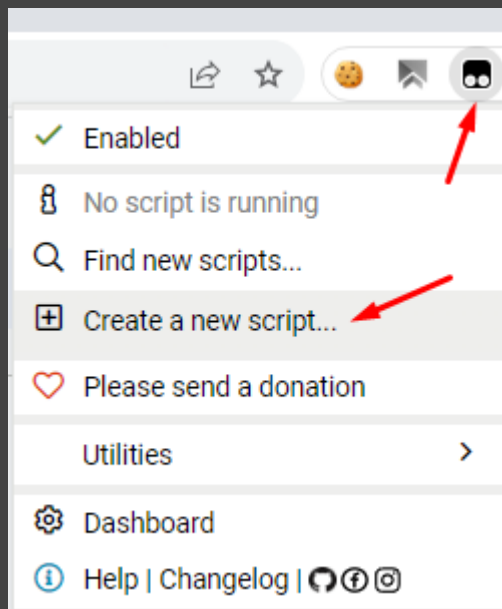 Enabled
No script is running
Find new scripts...
Create a new script...
Please send a donation
Utilities
Dashboard
Help | Changelog |